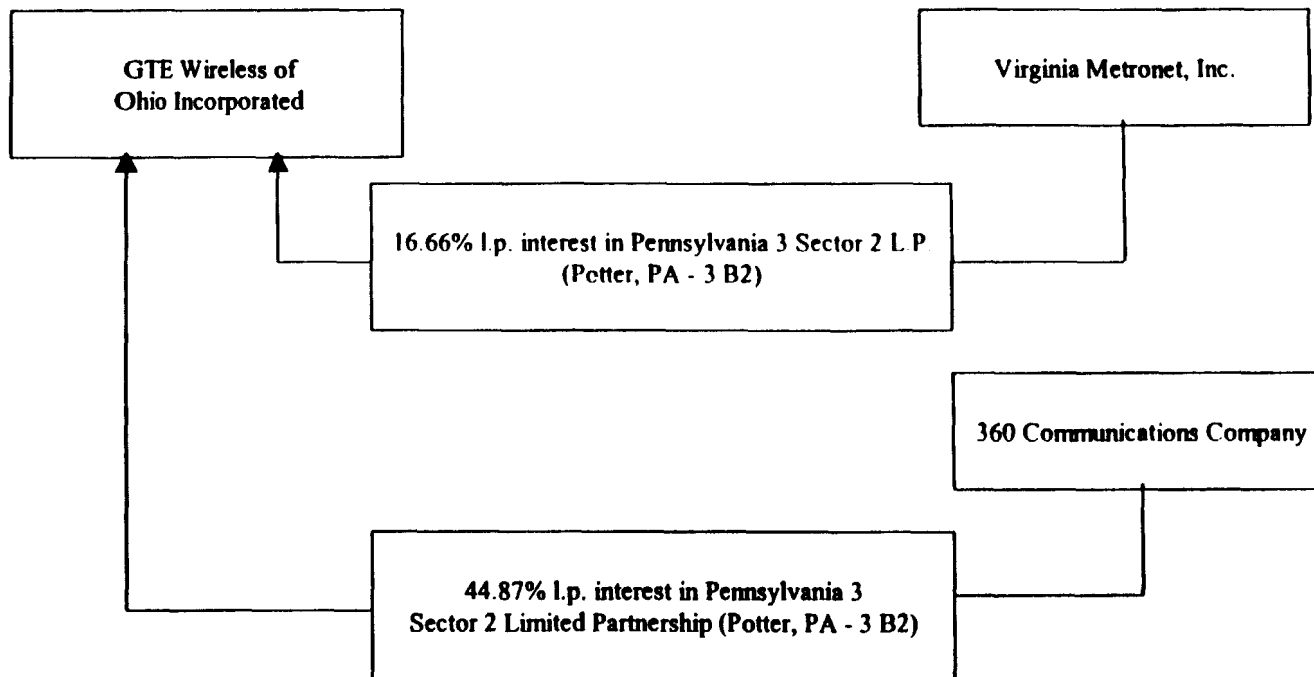 GTE Wireless of
Ohio Incorporated
Virginia Metronet, Inc.
16.66% l.p. interest in Pennsylvania 3 Sector 2 L.P.
(Potter, PA - 3 B2)
360 Communications Company
44.87% l.p. interest in Pennsylvania 3
Sector 2 Limited Partnership (Potter, PA - 3 B2)